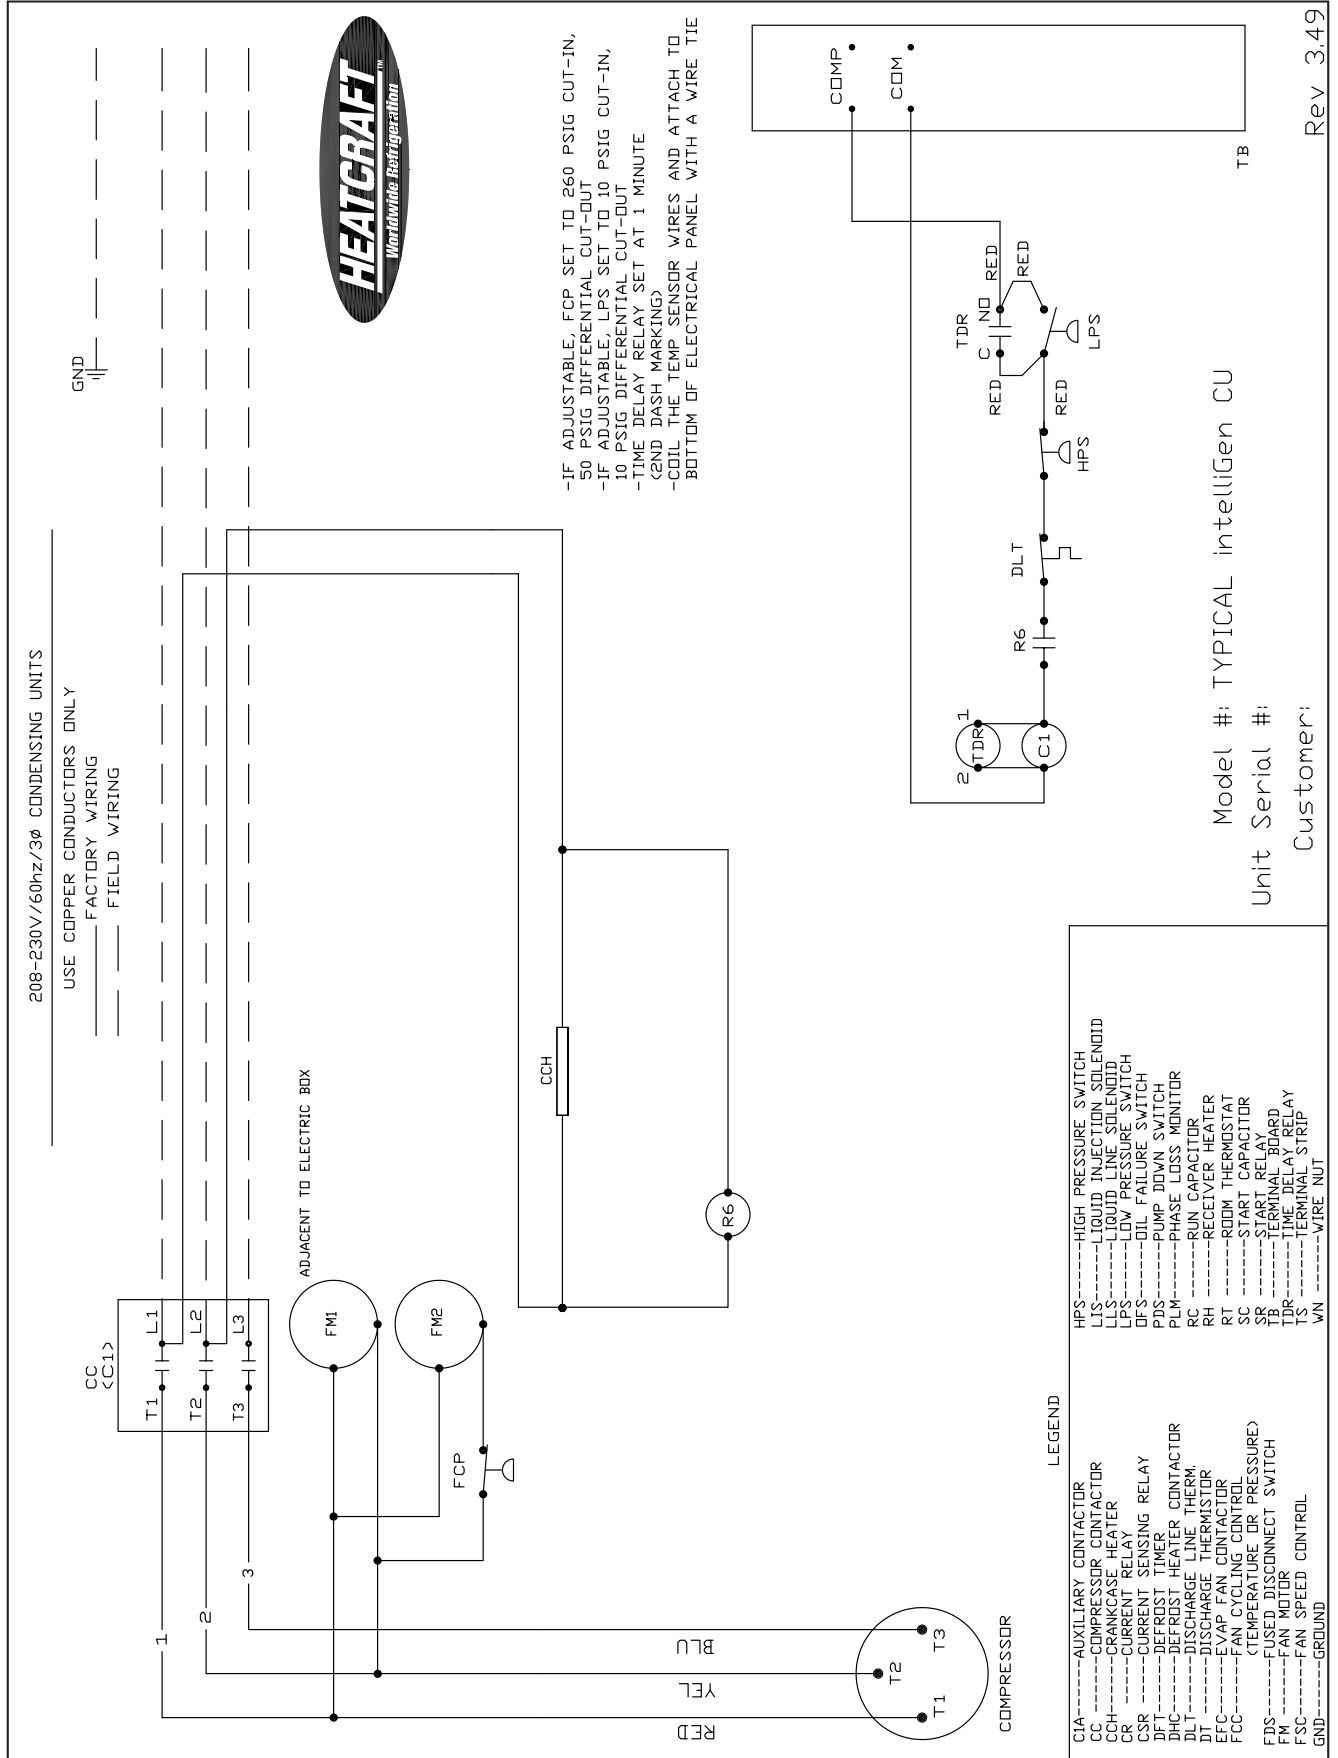 208-230V/60hz/3ø CONDENSING UNITS
USE COPPER CONDUCTORS ONLY
FACTORY WIRING
FIELD WIRING
GND
HEATCRAFT™
Worldwide Refrigeration
CC
(C1)
T1
L1
T2
L2
T3
L3
1
2
3
ADJACENT TO ELECTRIC BOX
FM1
FM2
FCP
CCH
R6
RED
YEL
BLU
T1
T2
T3
COMPRESSOR
-IF ADJUSTABLE, FCP SET TO 260 PSIG CUT-IN,
50 PSIG DIFFERENTIAL CUT-OUT
-IF ADJUSTABLE, LPS SET TO 10 PSIG CUT-IN,
10 PSIG DIFFERENTIAL CUT-OUT
-TIME DELAY RELAY SET AT 1 MINUTE
(2ND DASH MARKING)
-COIL THE TEMP SENSOR WIRES AND ATTACH TO
BOTTOM OF ELECTRICAL PANEL WITH A WIRE TIE
COMP
COM
TB
2
TDR
1
C1
R6
DLT
HPS
RED
RED
TDR
C
NO
RED
RED
LPS
LEGEND
C1A------AUXILIARY CONTACTOR
CC ------COMPRESSOR CONTACTOR
CCH------CRANKCASE HEATER
CR ------CURRENT RELAY
CSR -----CURRENT SENSING RELAY
DFT------DEFROST TIMER
DHC------DEFROST HEATER CONTACTOR
DLT------DISCHARGE LINE THERM.
DT ------DISCHARGE THERMISTOR
EFC------EVAP FAN CONTACTOR
FCC------FAN CYCLING CONTROL
(TEMPERATURE OR PRESSURE)
FDS------FUSED DISCONNECT SWITCH
FM ------FAN MOTOR
FSC------FAN SPEED CONTROL
GND------GROUND
HPS------HIGH PRESSURE SWITCH
LIS------LIQUID INJECTION SOLENOID
LLS------LIQUID LINE SOLENOID
LPS------LOW PRESSURE SWITCH
OFS------OIL FAILURE SWITCH
PDS------PUMP DOWN SWITCH
PLM------PHASE LOSS MONITOR
RC ------RUN CAPACITOR
RH ------RECEIVER HEATER
RT ------ROOM THERMOSTAT
SC ------START CAPACITOR
SR ------START RELAY
TB ------TERMINAL BOARD
TDR------TIME DELAY RELAY
TS ------TERMINAL STRIP
WN ------WIRE NUT
Model #: TYPICAL intelliGen CU
Unit Serial #:
Customer:
Rev 3.49